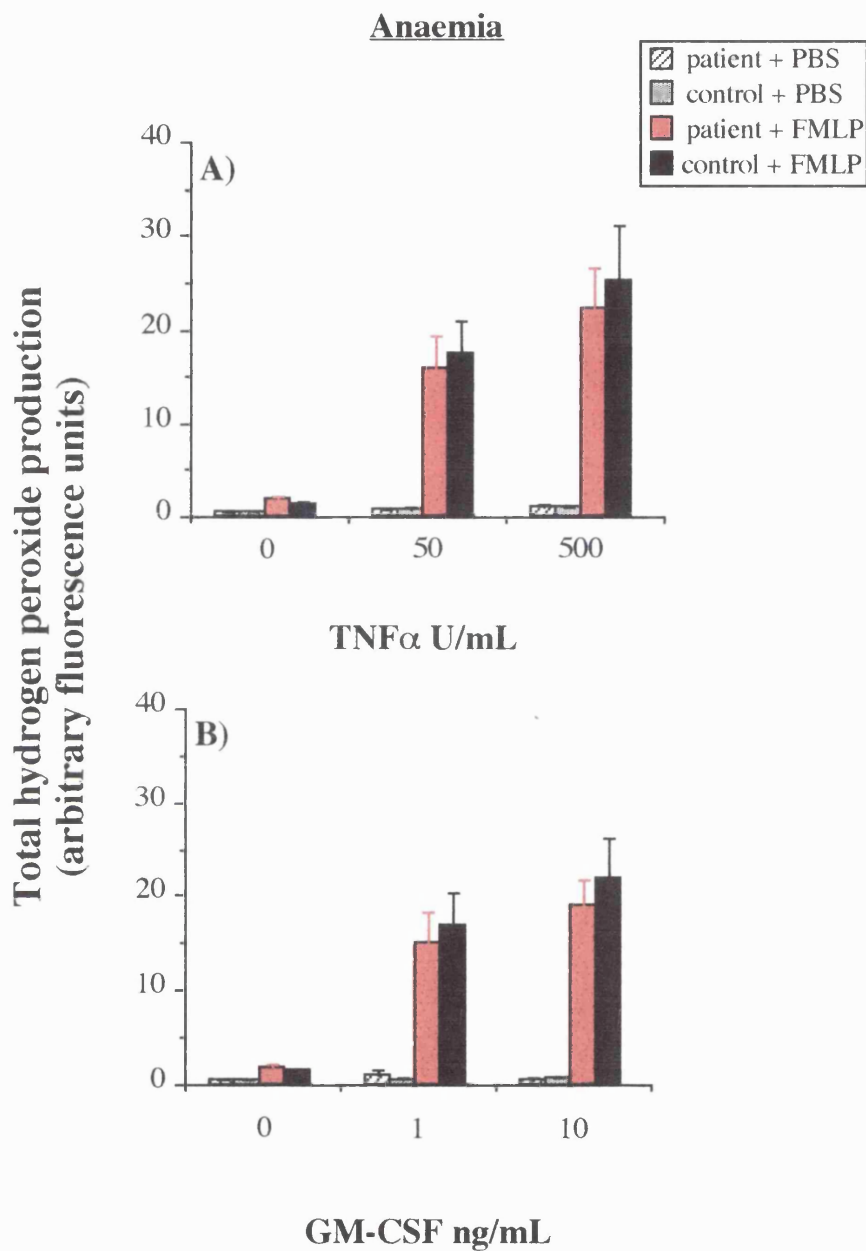 Anaemia
patient + PBS
control + PBS
patient + FMLP
control + FMLP
Total hydrogen peroxide production
(arbitrary fluorescence units)
A)
40
30
20
10
0
0 50 500
TNFα U/mL
B)
40
30
20
10
0
0 1 10
GM-CSF ng/mL